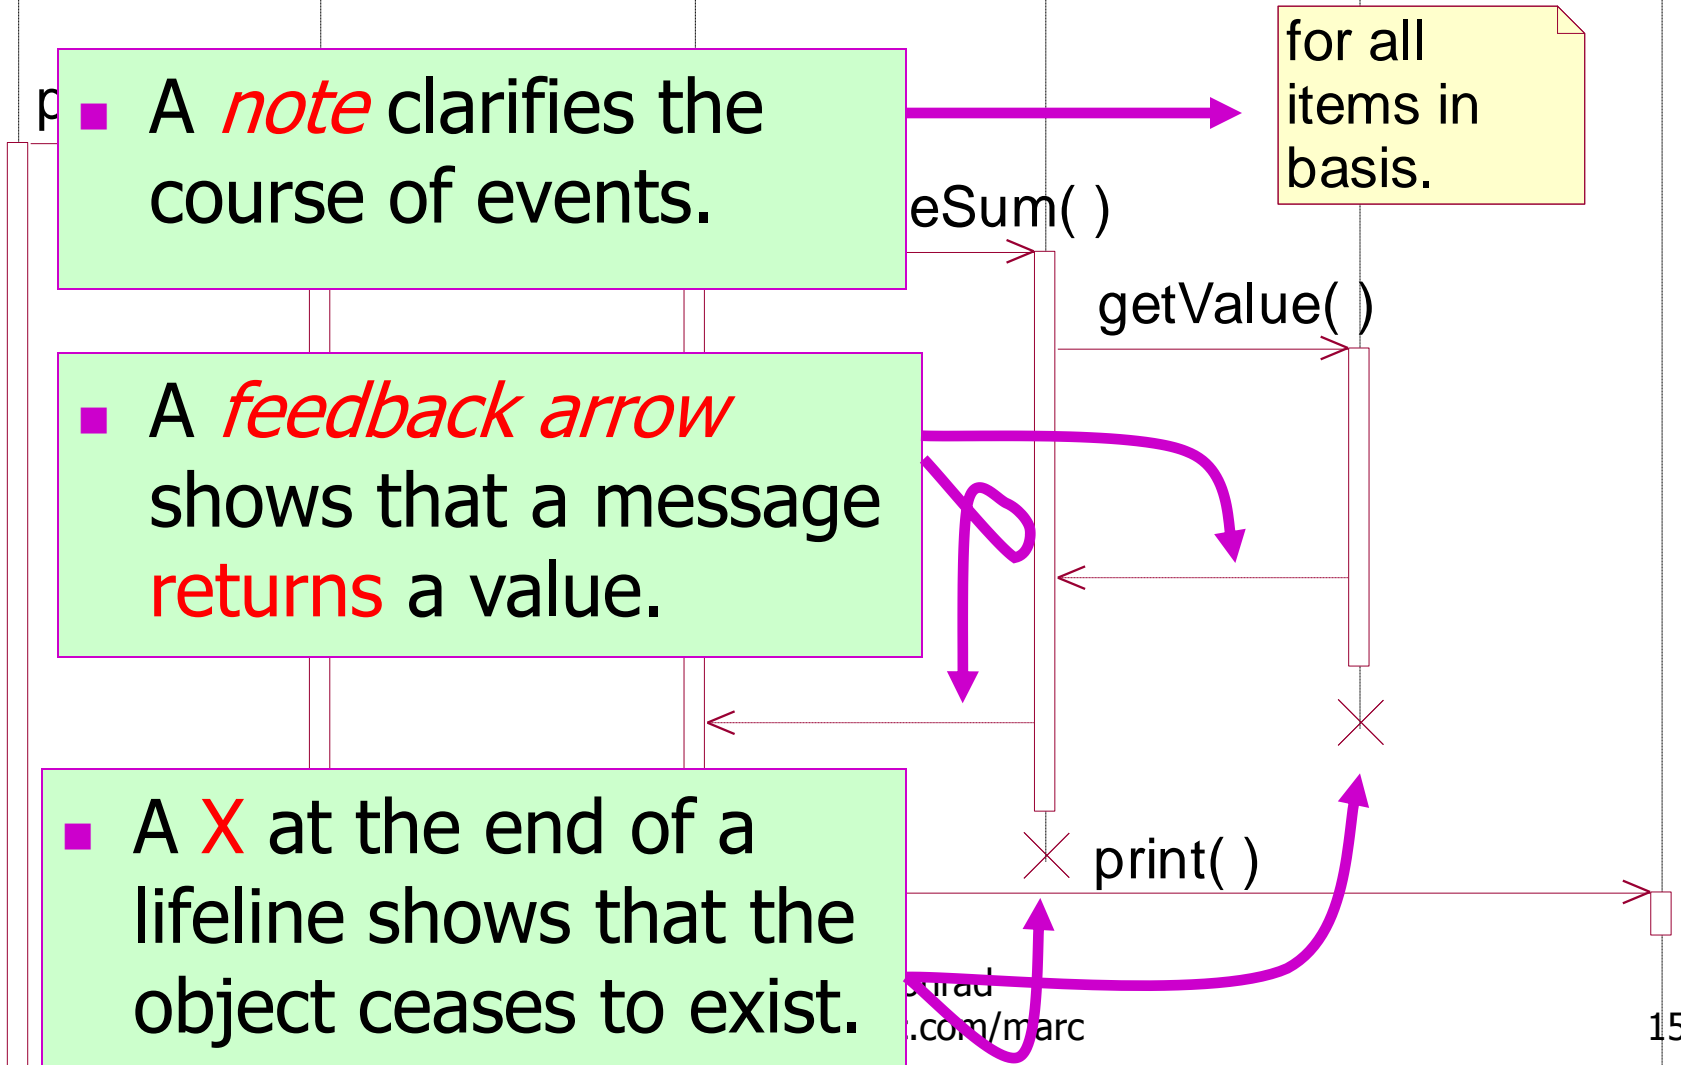 for all
items in
basis.
A note clarifies the
course of events.
eSum( )
getValue( )
A feedback arrow
shows that a message
returns a value.
A X at the end of a
lifeline shows that the
object ceases to exist.
print( )
.com/marc
15